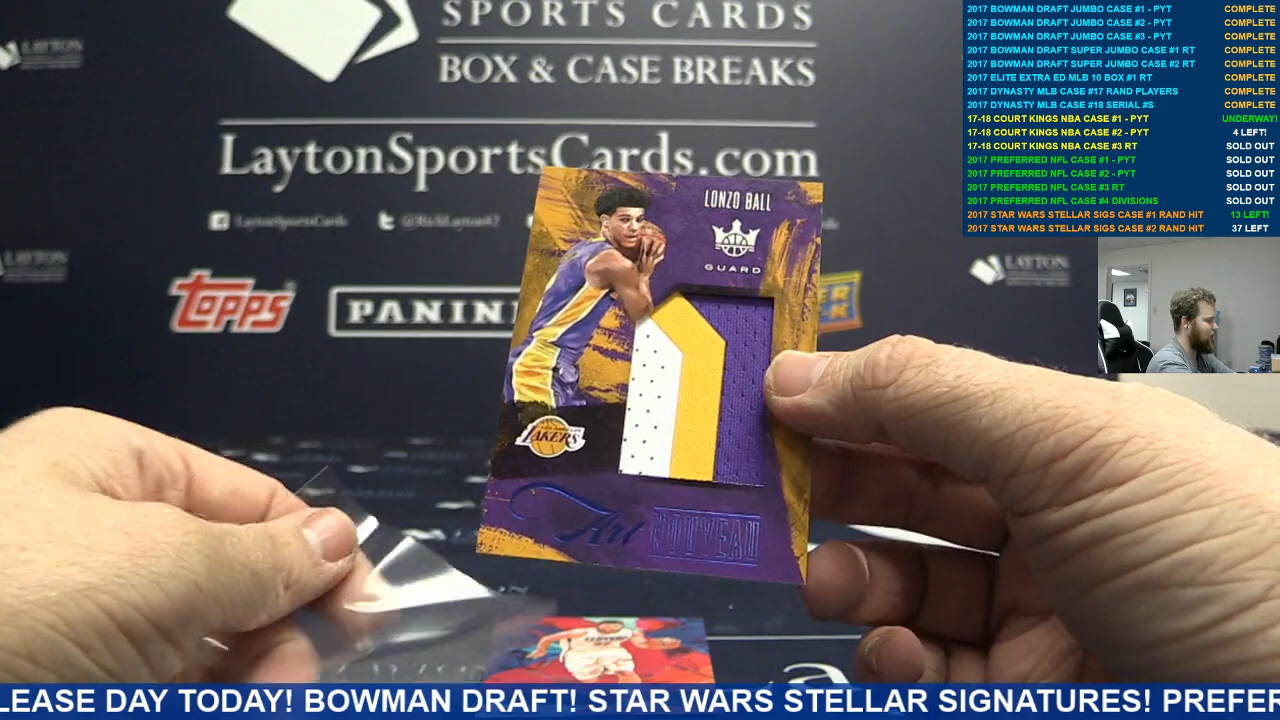 SPORTS CARDS
BOX & CASE BREAKS
LaytonSportsCards.com
LaytonSportsCards
LAYTON
TOPPS
PANINI
LONZO BALL
GUARD
LAKERS
Art NOUVEAU
2017 BOWMAN DRAFT JUMBO CASE #1 - PYT COMPLETE
2017 BOWMAN DRAFT JUMBO CASE #2 - PYT COMPLETE
2017 BOWMAN DRAFT JUMBO CASE #3 - PYT COMPLETE
2017 BOWMAN DRAFT SUPER JUMBO CASE #1 RT COMPLETE
2017 BOWMAN DRAFT SUPER JUMBO CASE #2 RT COMPLETE
2017 ELITE EXTRA ED MLB 10 BOX #1 RT COMPLETE
2017 DYNASTY MLB CASE #17 RAND PLAYERS COMPLETE
2017 DYNASTY MLB CASE #18 SERIAL #S COMPLETE
17-18 COURT KINGS NBA CASE #1 - PYT UNDERWAY!
17-18 COURT KINGS NBA CASE #2 - PYT 4 LEFT!
17-18 COURT KINGS NBA CASE #3 RT SOLD OUT
2017 PREFERRED NFL CASE #1 - PYT SOLD OUT
2017 PREFERRED NFL CASE #2 - PYT SOLD OUT
2017 PREFERRED NFL CASE #3 RT SOLD OUT
2017 PREFERRED NFL CASE #4 DIVISIONS SOLD OUT
2017 STAR WARS STELLAR SIGS CASE #1 RAND HIT 13 LEFT!
2017 STAR WARS STELLAR SIGS CASE #2 RAND HIT 37 LEFT
LEASE DAY TODAY! BOWMAN DRAFT! STAR WARS STELLAR SIGNATURES! PREFER